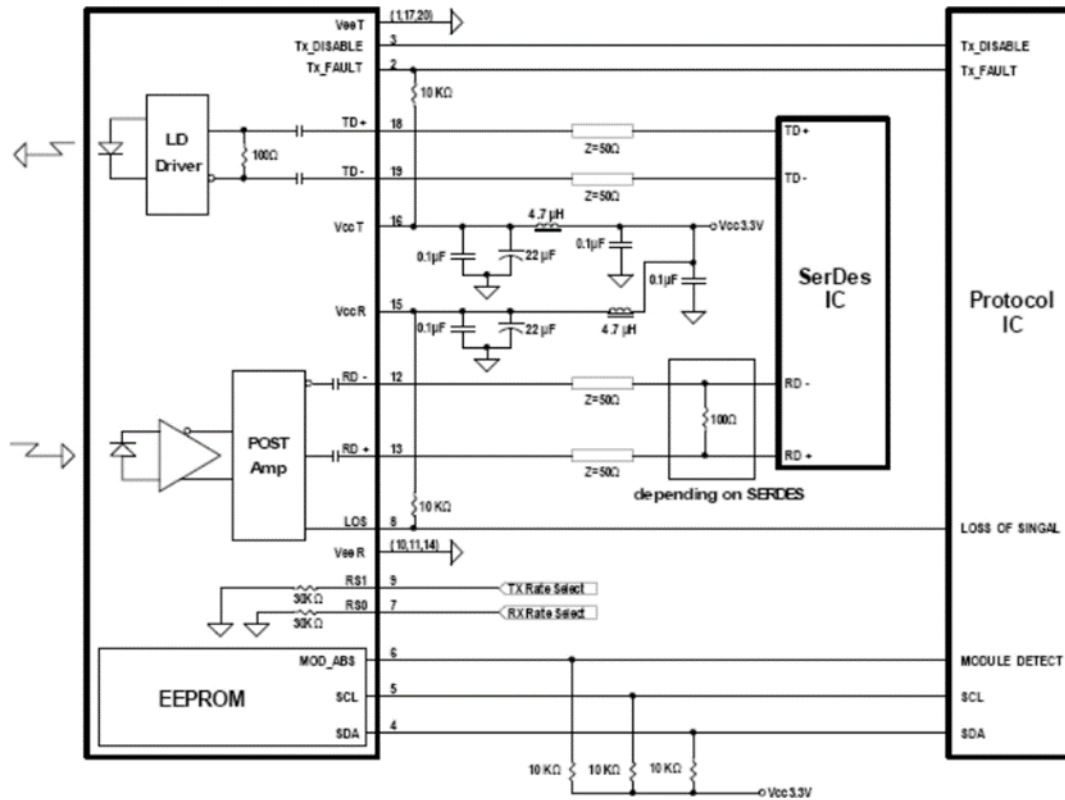 VeeT
(1,17,20)
Tx_DISABLE
3
Tx_DISABLE
Tx_FAULT
2
Tx_FAULT
10 KΩ
LD
Driver
100Ω
TD+
18
Z=50Ω
TD+
TD-
19
Z=50Ω
TD-
VccT
16
4.7 µH
Vcc3.3V
0.1µF
22 µF
0.1µF
0.1µF
SerDes
IC
Protocol
IC
VccR
15
0.1µF
22 µF
4.7 µH
RD -
12
Z=50Ω
RD -
100Ω
POST
Amp
RD +
13
Z=50Ω
RD +
depending on SERDES
10 KΩ
LOS
8
LOSS OF SINGAL
VeeR
(10,11,14)
RS1
9
30KΩ
TX Rate Select
RS0
7
30KΩ
RX Rate Select
MOD_ABS
6
MODULE DETECT
EEPROM
SCL
5
SCL
SDA
4
SDA
10 KΩ
10 KΩ
10 KΩ
Vcc3.3V